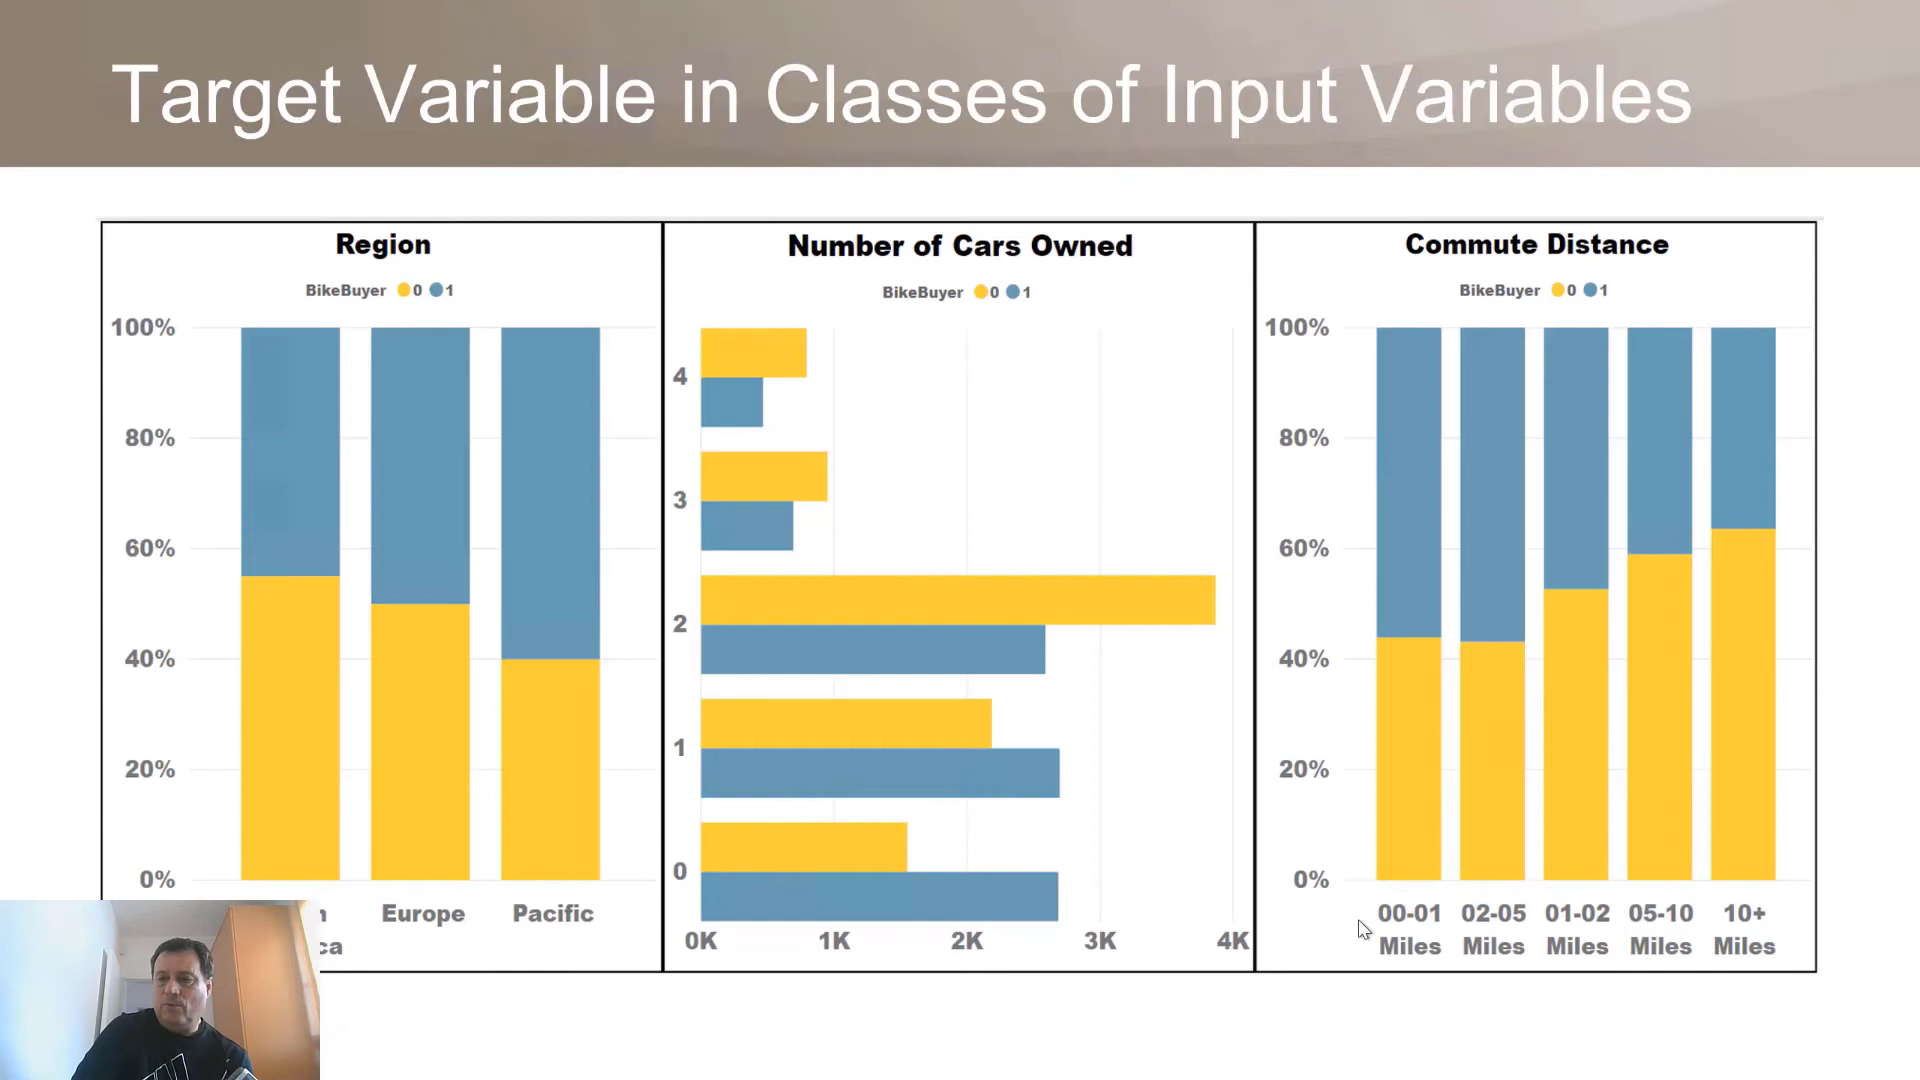 Target Variable in Classes of Input Variables
Region
BikeBuyer 0 1
100%
80%
60%
40%
20%
0%
Europe Pacific
Number of Cars Owned
BikeBuyer 0 1
4
3
2
1
0
0K 1K 2K 3K 4K
Commute Distance
BikeBuyer 0 1
100%
80%
60%
40%
20%
0%
00-01 02-05 01-02 05-10 10+
Miles Miles Miles Miles Miles